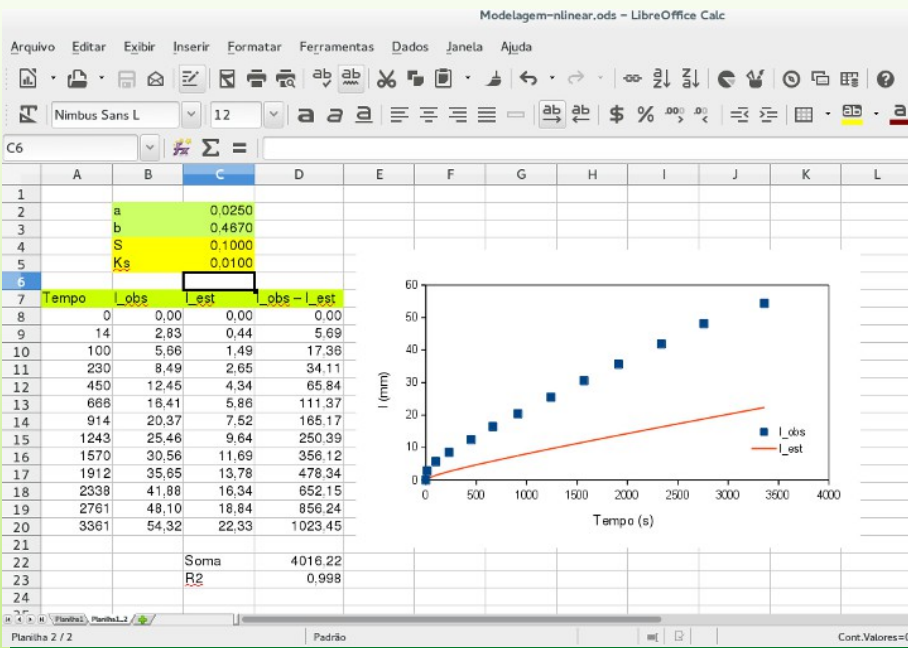 Modelagem-nlinear.ods - LibreOffice Calc
Arquivo Editar Exibir Inserir Formatar Ferramentas Dados Janela Ajuda
Nimbus Sans L 12
C6
A B C D E F G H I J K L
1
2 a 0,0250
3 b 0,4670
4 S 0,1000
5 Ks 0,0100
6
7 Tempo I_obs I_est I_obs – I_est
8 0 0,00 0,00 0,00
9 14 2,83 0,44 5,69
10 100 5,66 1,49 17,36
11 230 8,49 2,65 34,11
12 450 12,45 4,34 65,84
13 666 16,41 5,86 111,37
14 914 20,37 7,52 165,17
15 1243 25,46 9,64 250,39
16 1570 30,56 11,69 356,12
17 1912 35,65 13,78 478,34
18 2338 41,88 16,34 652,15
19 2761 48,10 18,84 856,24
20 3361 54,32 22,33 1023,45
21
22 Soma 4016,22
23 R2 0,998
24
60
50
40
30
20
10
0
I (mm)
0 500 1000 1500 2000 2500 3000 3500 4000
Tempo (s)
I_obs
I_est
Planilha1 Planilha1_2
Planilha 2 / 2 Padrão Cont.Valores=0